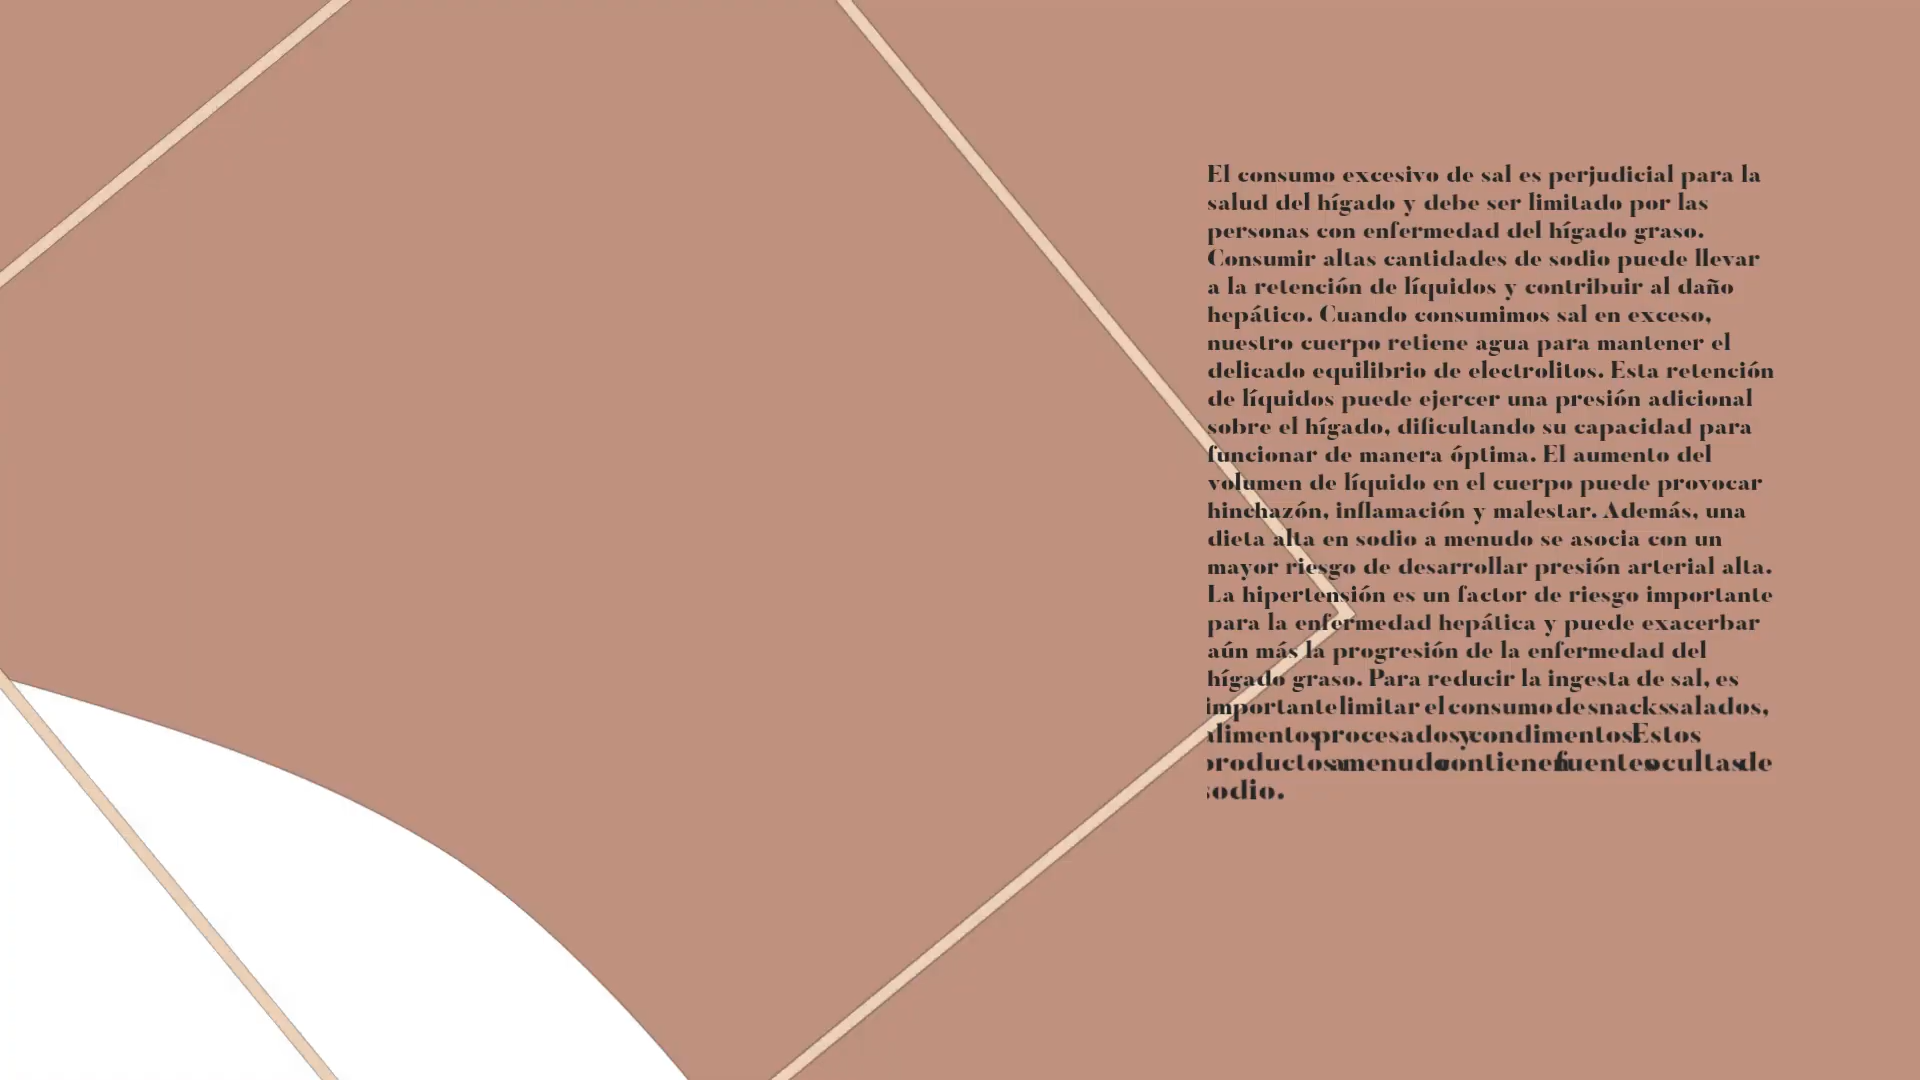 El consumo excesivo de sal es perjudicial para la
salud del hígado y debe ser limitado por las
personas con enfermedad del hígado graso.
Consumir altas cantidades de sodio puede llevar
a la retención de líquidos y contribuir al daño
hepático. Cuando consumimos sal en exceso,
nuestro cuerpo retiene agua para mantener el
delicado equilibrio de electrolitos. Esta retención
de líquidos puede ejercer una presión adicional
sobre el hígado, dificultando su capacidad para
funcionar de manera óptima. El aumento del
volumen de líquido en el cuerpo puede provocar
hinchazón, inflamación y malestar. Además, una
dieta alta en sodio a menudo se asocia con un
mayor riesgo de desarrollar presión arterial alta.
La hipertensión es un factor de riesgo importante
para la enfermedad hepática y puede exacerbar
aún más la progresión de la enfermedad del
hígado graso. Para reducir la ingesta de sal, es
importante limitar el consumo de snacks salados,
alimentos procesados y condimentos. Estos
productos a menudo contienen fuentes ocultas de
sodio.